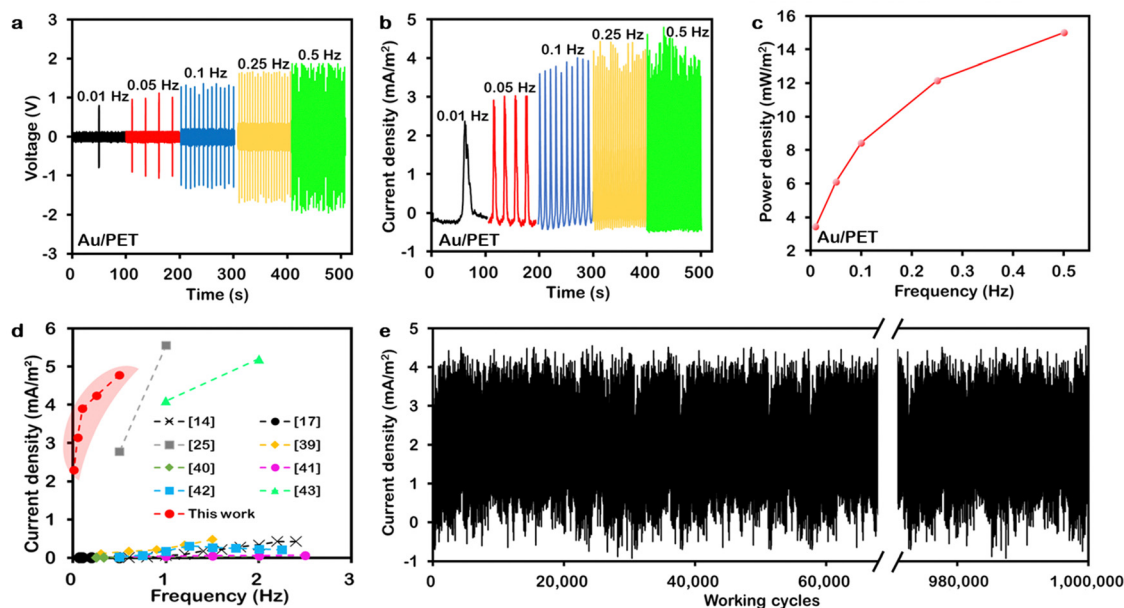 a
3
2
1
0
-1
-2
-3
Voltage (V)
0.01 Hz
0.05 Hz
0.1 Hz
0.25 Hz
0.5 Hz
Au/PET
0 100 200 300 400 500
Time (s)
b
5
4
3
2
1
0
-1
Current density (mA/m²)
0.01 Hz
0.05 Hz
0.1 Hz
0.25 Hz
0.5 Hz
Au/PET
0 100 200 300 400 500
Time (s)
c
16
14
12
10
8
6
4
2
Power density (mW/m²)
Au/PET
0 0.1 0.2 0.3 0.4 0.5
Frequency (Hz)
d
6
5
4
3
2
1
0
Current density (mA/m²)
[14] [17]
[25] [39]
[40] [41]
[42] [43]
This work
0 1 2 3
Frequency (Hz)
e
5
4
3
2
1
0
-1
Current density (mA/m²)
0 20,000 40,000 60,000 980,000 1,000,000
Working cycles